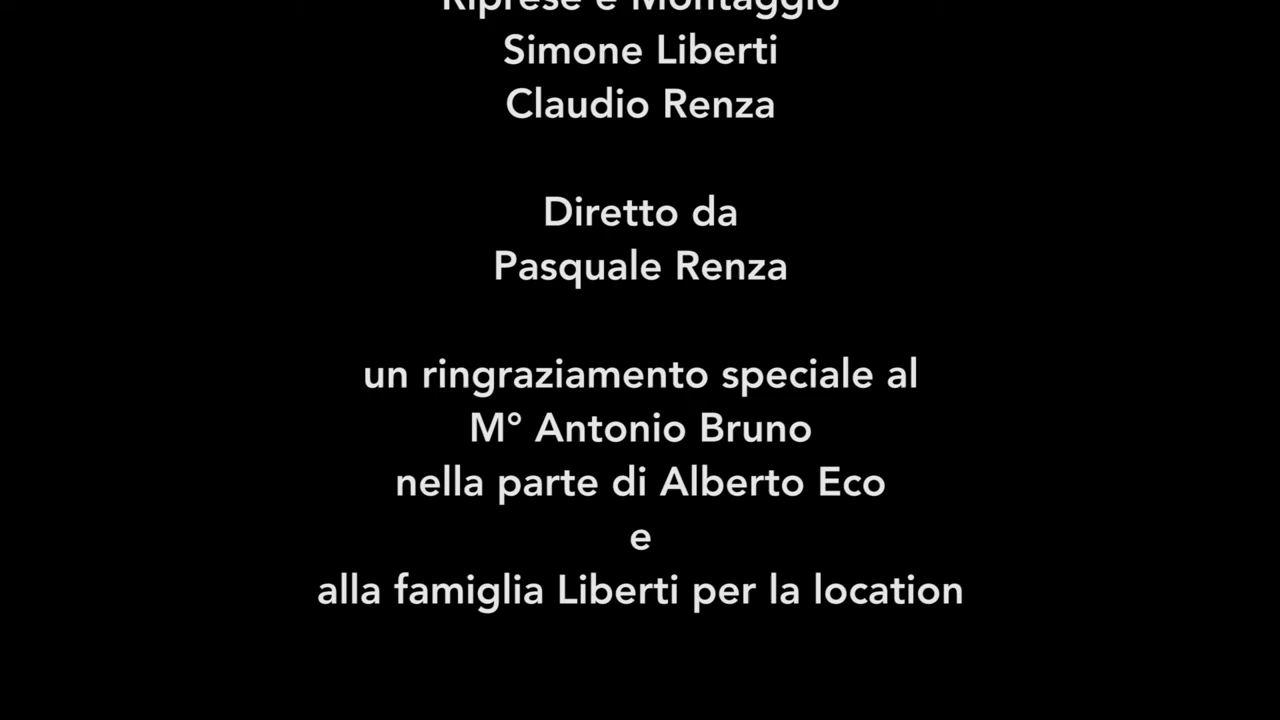 Riprese e Montaggio
Simone Liberti
Claudio Renza
Diretto da
Pasquale Renza
un ringraziamento speciale al
M° Antonio Bruno
nella parte di Alberto Eco
e
alla famiglia Liberti per la location